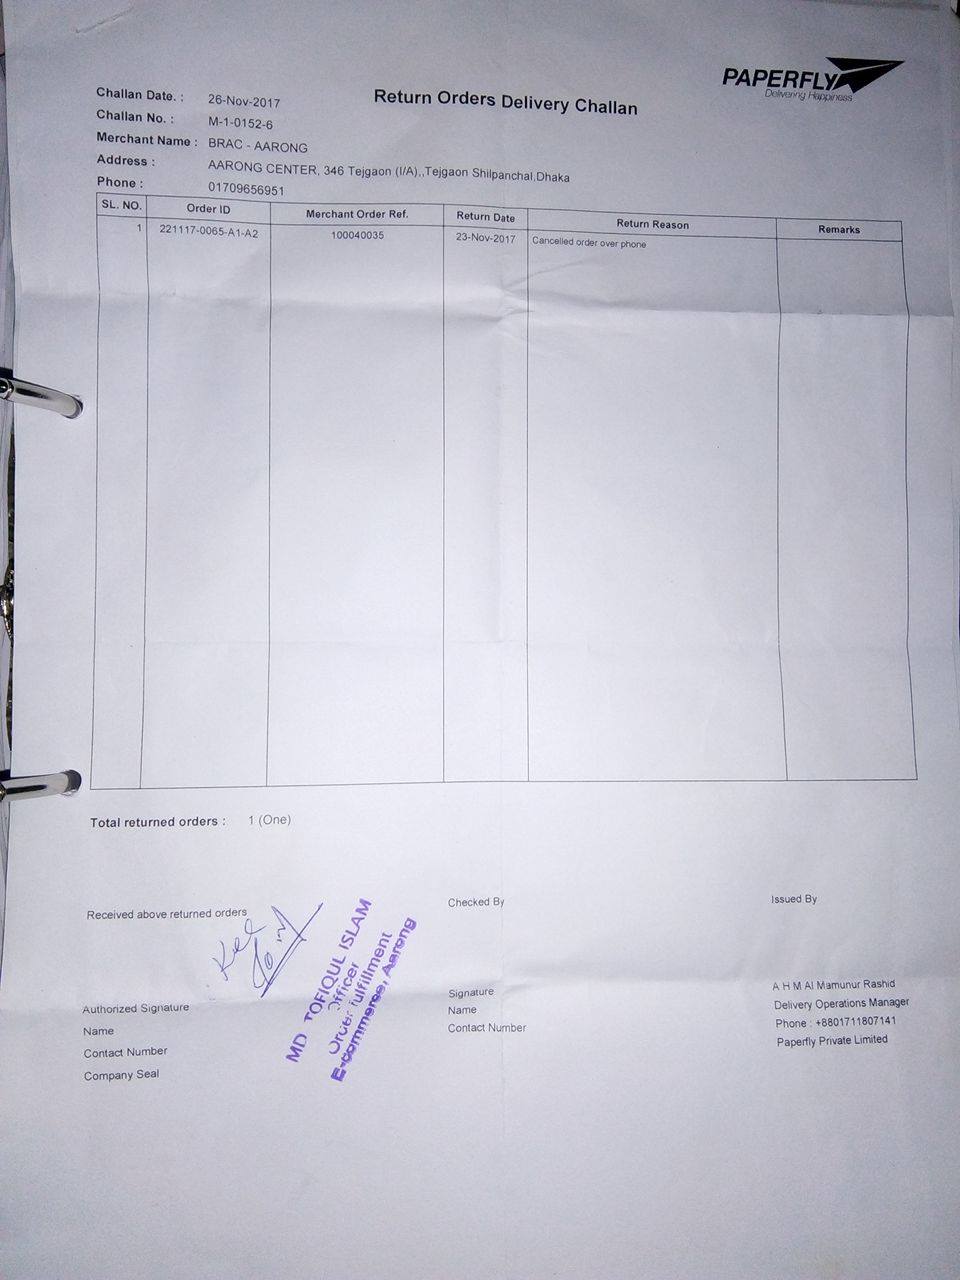 PAPERFLY
Delivering Happiness
Return Orders Delivery Challan
Challan Date. : 26-Nov-2017
Challan No. : M-1-0152-6
Merchant Name : BRAC - AARONG
Address : AARONG CENTER, 346 Tejgaon (I/A),,Tejgaon Shilpanchal,Dhaka
Phone : 01709656951
SL. NO. Order ID Merchant Order Ref. Return Date Return Reason Remarks
1 221117-0065-A1-A2 100040035 23-Nov-2017 Cancelled order over phone
Total returned orders : 1 (One)
Received above returned orders
Authorized Signature
Name
Contact Number
Company Seal
MD TOFIQUL ISLAM
Officer
Order fulfillment
E-commerce, Aarong
Checked By
Signature
Name
Contact Number
Issued By
A H M Al Mamunur Rashid
Delivery Operations Manager
Phone : +8801711807141
Paperfly Private Limited